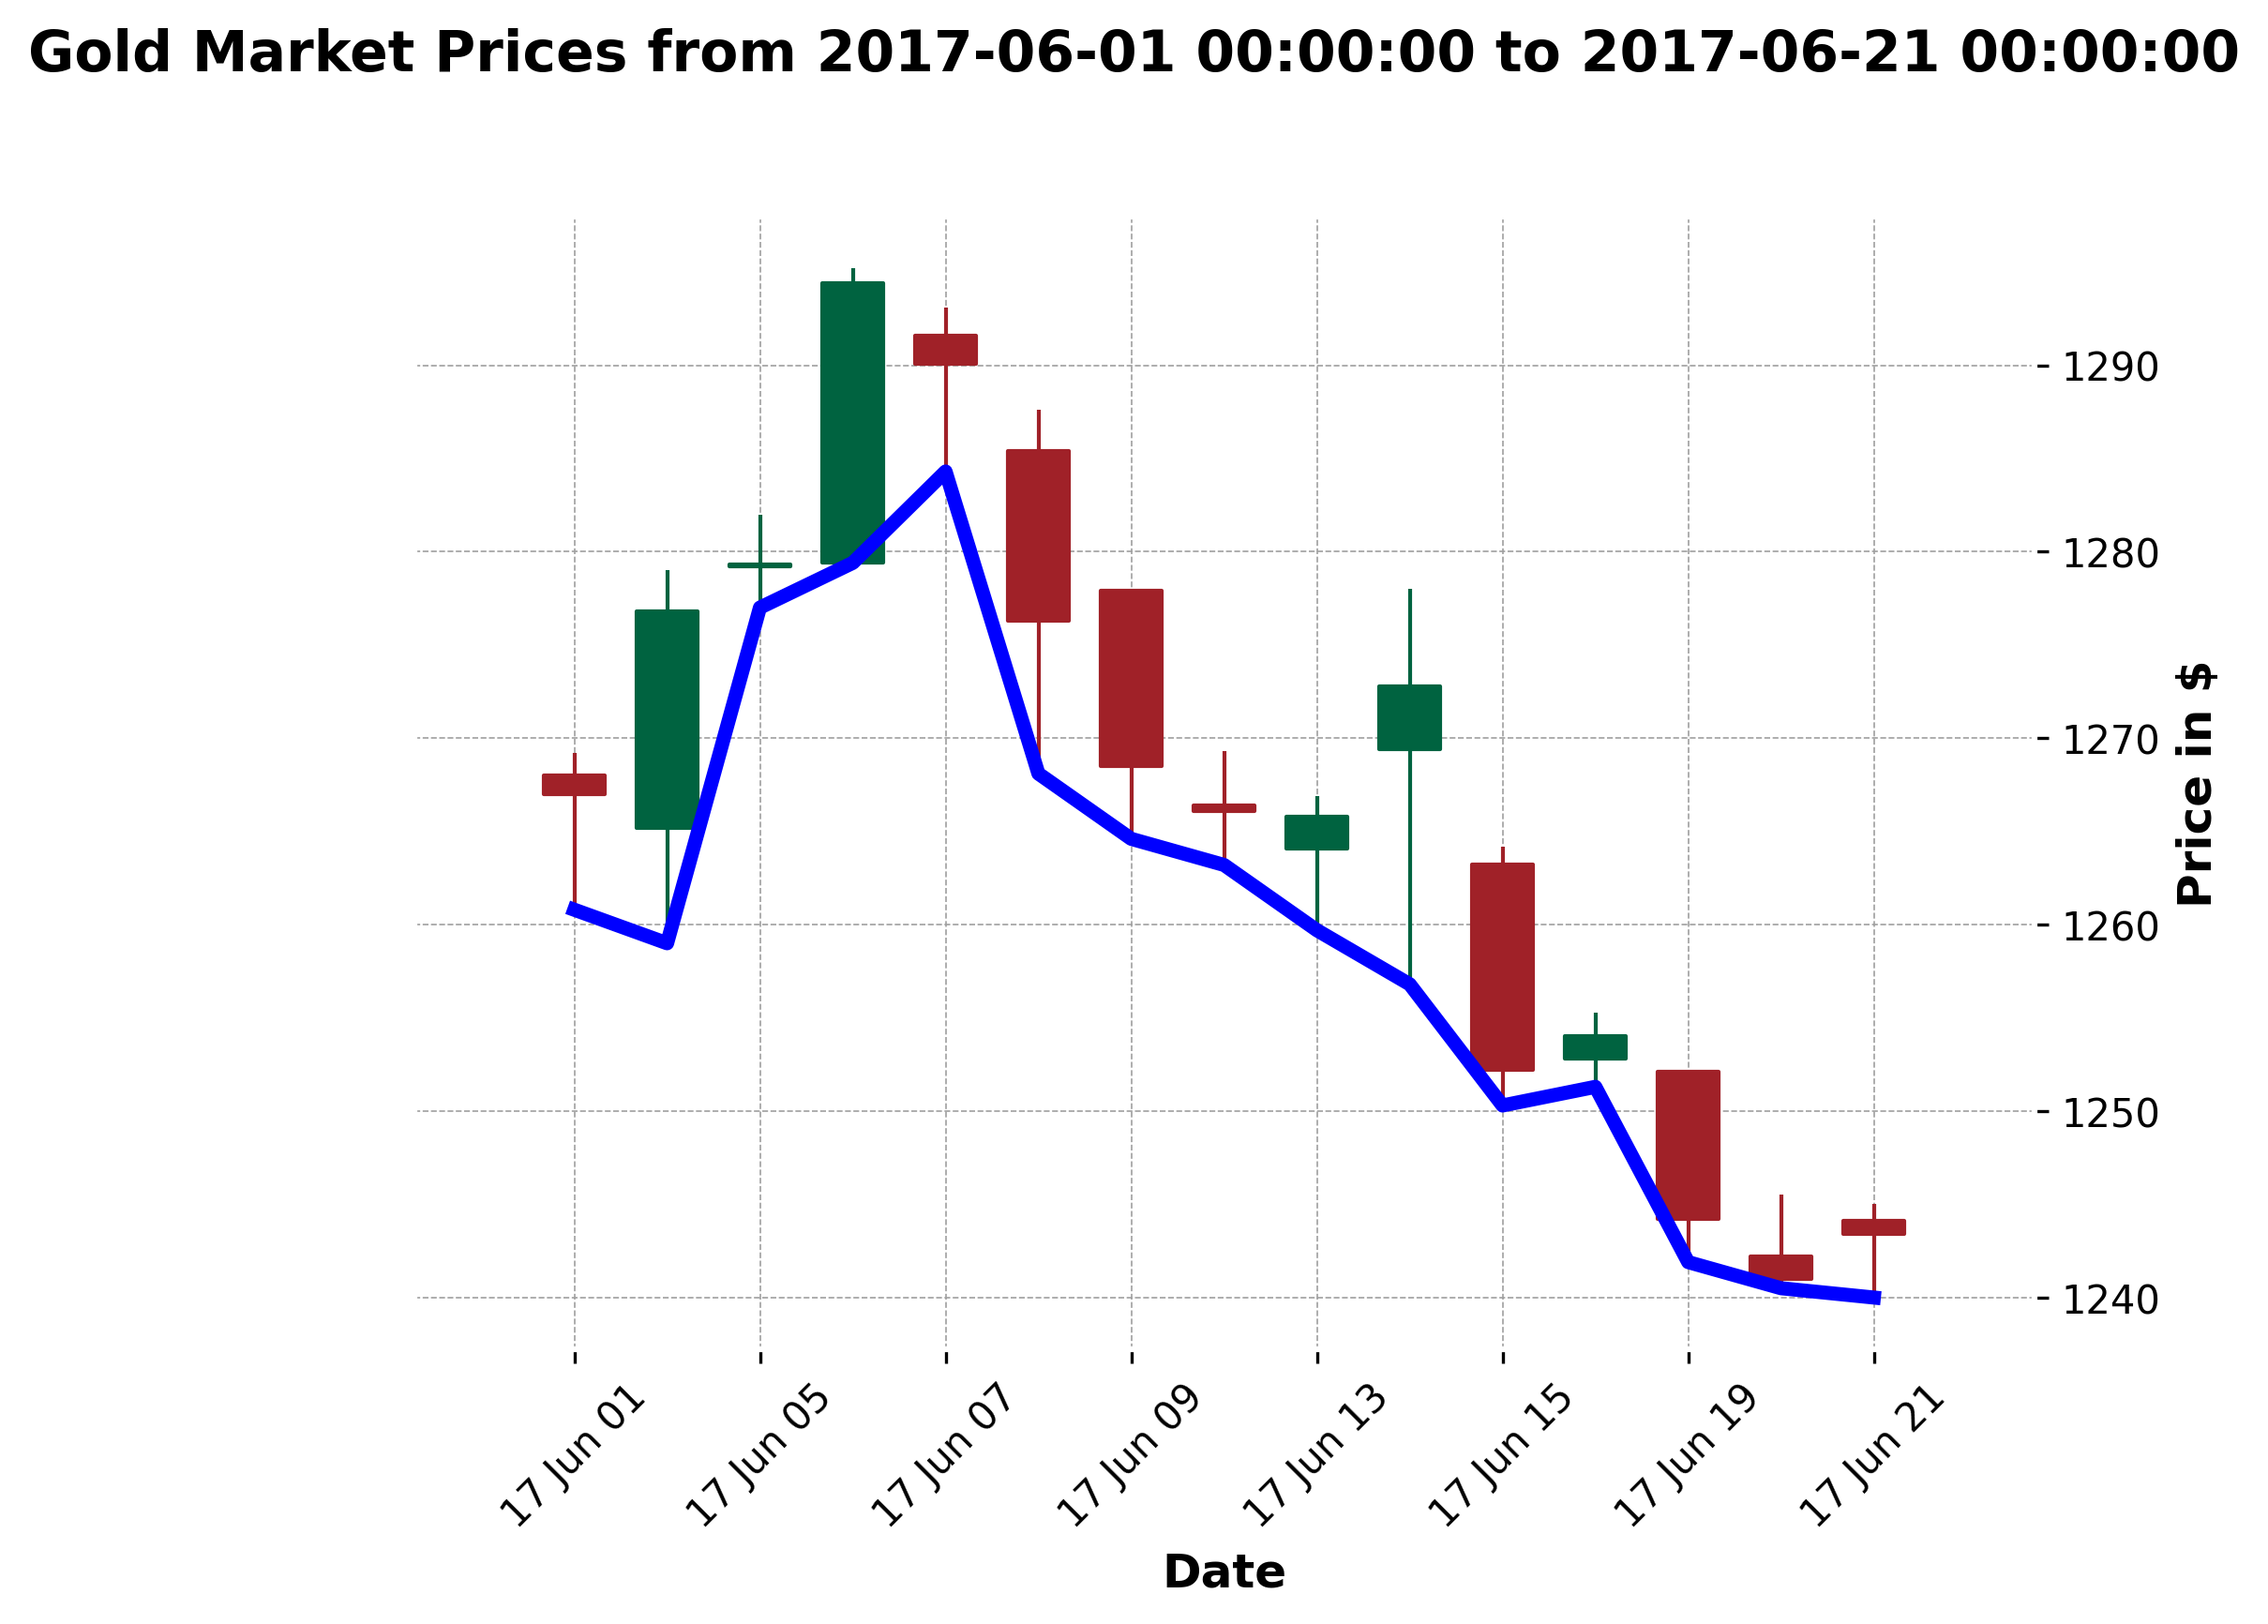 Gold Market Prices from 2017-06-01 00:00:00 to 2017-06-21 00:00:00
1290
1280
1270
1260
1250
1240
Price in $
17 Jun 01
17 Jun 05
17 Jun 07
17 Jun 09
17 Jun 13
17 Jun 15
17 Jun 19
17 Jun 21
Date